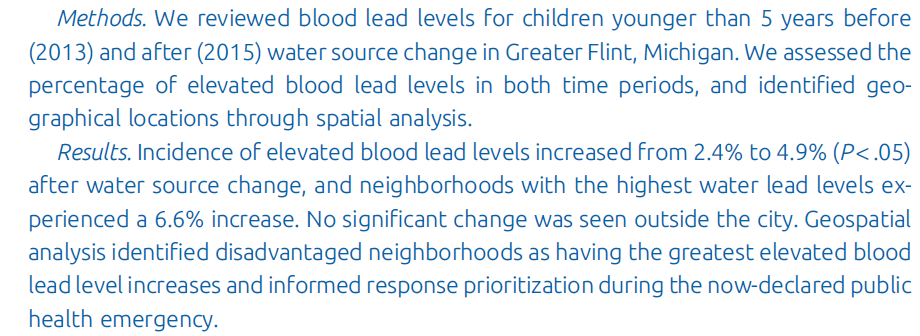 Methods. We reviewed blood lead levels for children younger than 5 years before
(2013) and after (2015) water source change in Greater Flint, Michigan. We assessed the
percentage of elevated blood lead levels in both time periods, and identified geo-
graphical locations through spatial analysis.
Results. Incidence of elevated blood lead levels increased from 2.4% to 4.9% (P< .05)
after water source change, and neighborhoods with the highest water lead levels ex-
perienced a 6.6% increase. No significant change was seen outside the city. Geospatial
analysis identified disadvantaged neighborhoods as having the greatest elevated blood
lead level increases and informed response prioritization during the now-declared public
health emergency.